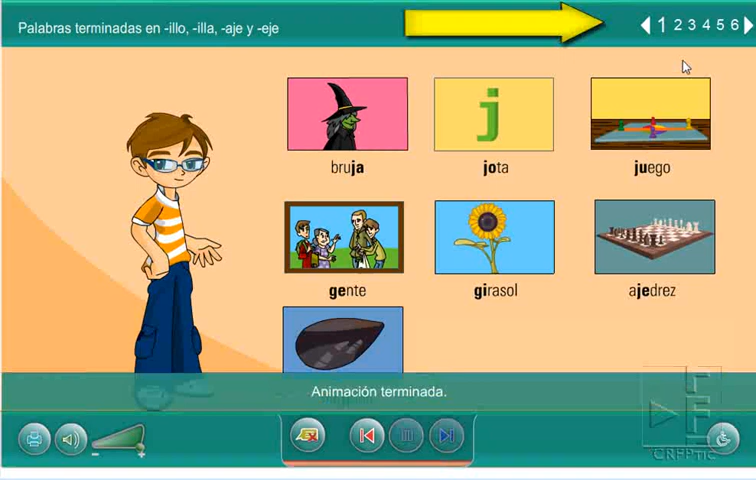 Palabras terminadas en -illo, -illa, -aje y -eje
1 2 3 4 5 6
bruja
j
jota
juego
gente
girasol
ajedrez
Animación terminada.
CRFPTIC